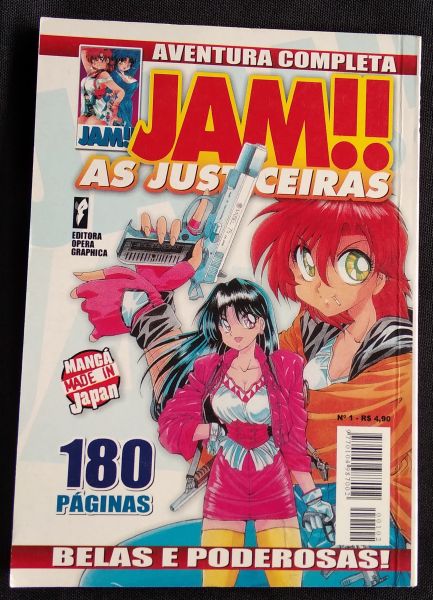 AVENTURA COMPLETA
JAM!
JAM!!
AS JUSTICEIRAS
EDITORA
OPERA
GRAPHICA
MANGÁ
MADE IN
Japan
Nº 1 - R$ 4,90
180
PÁGINAS
BELAS E PODEROSAS!